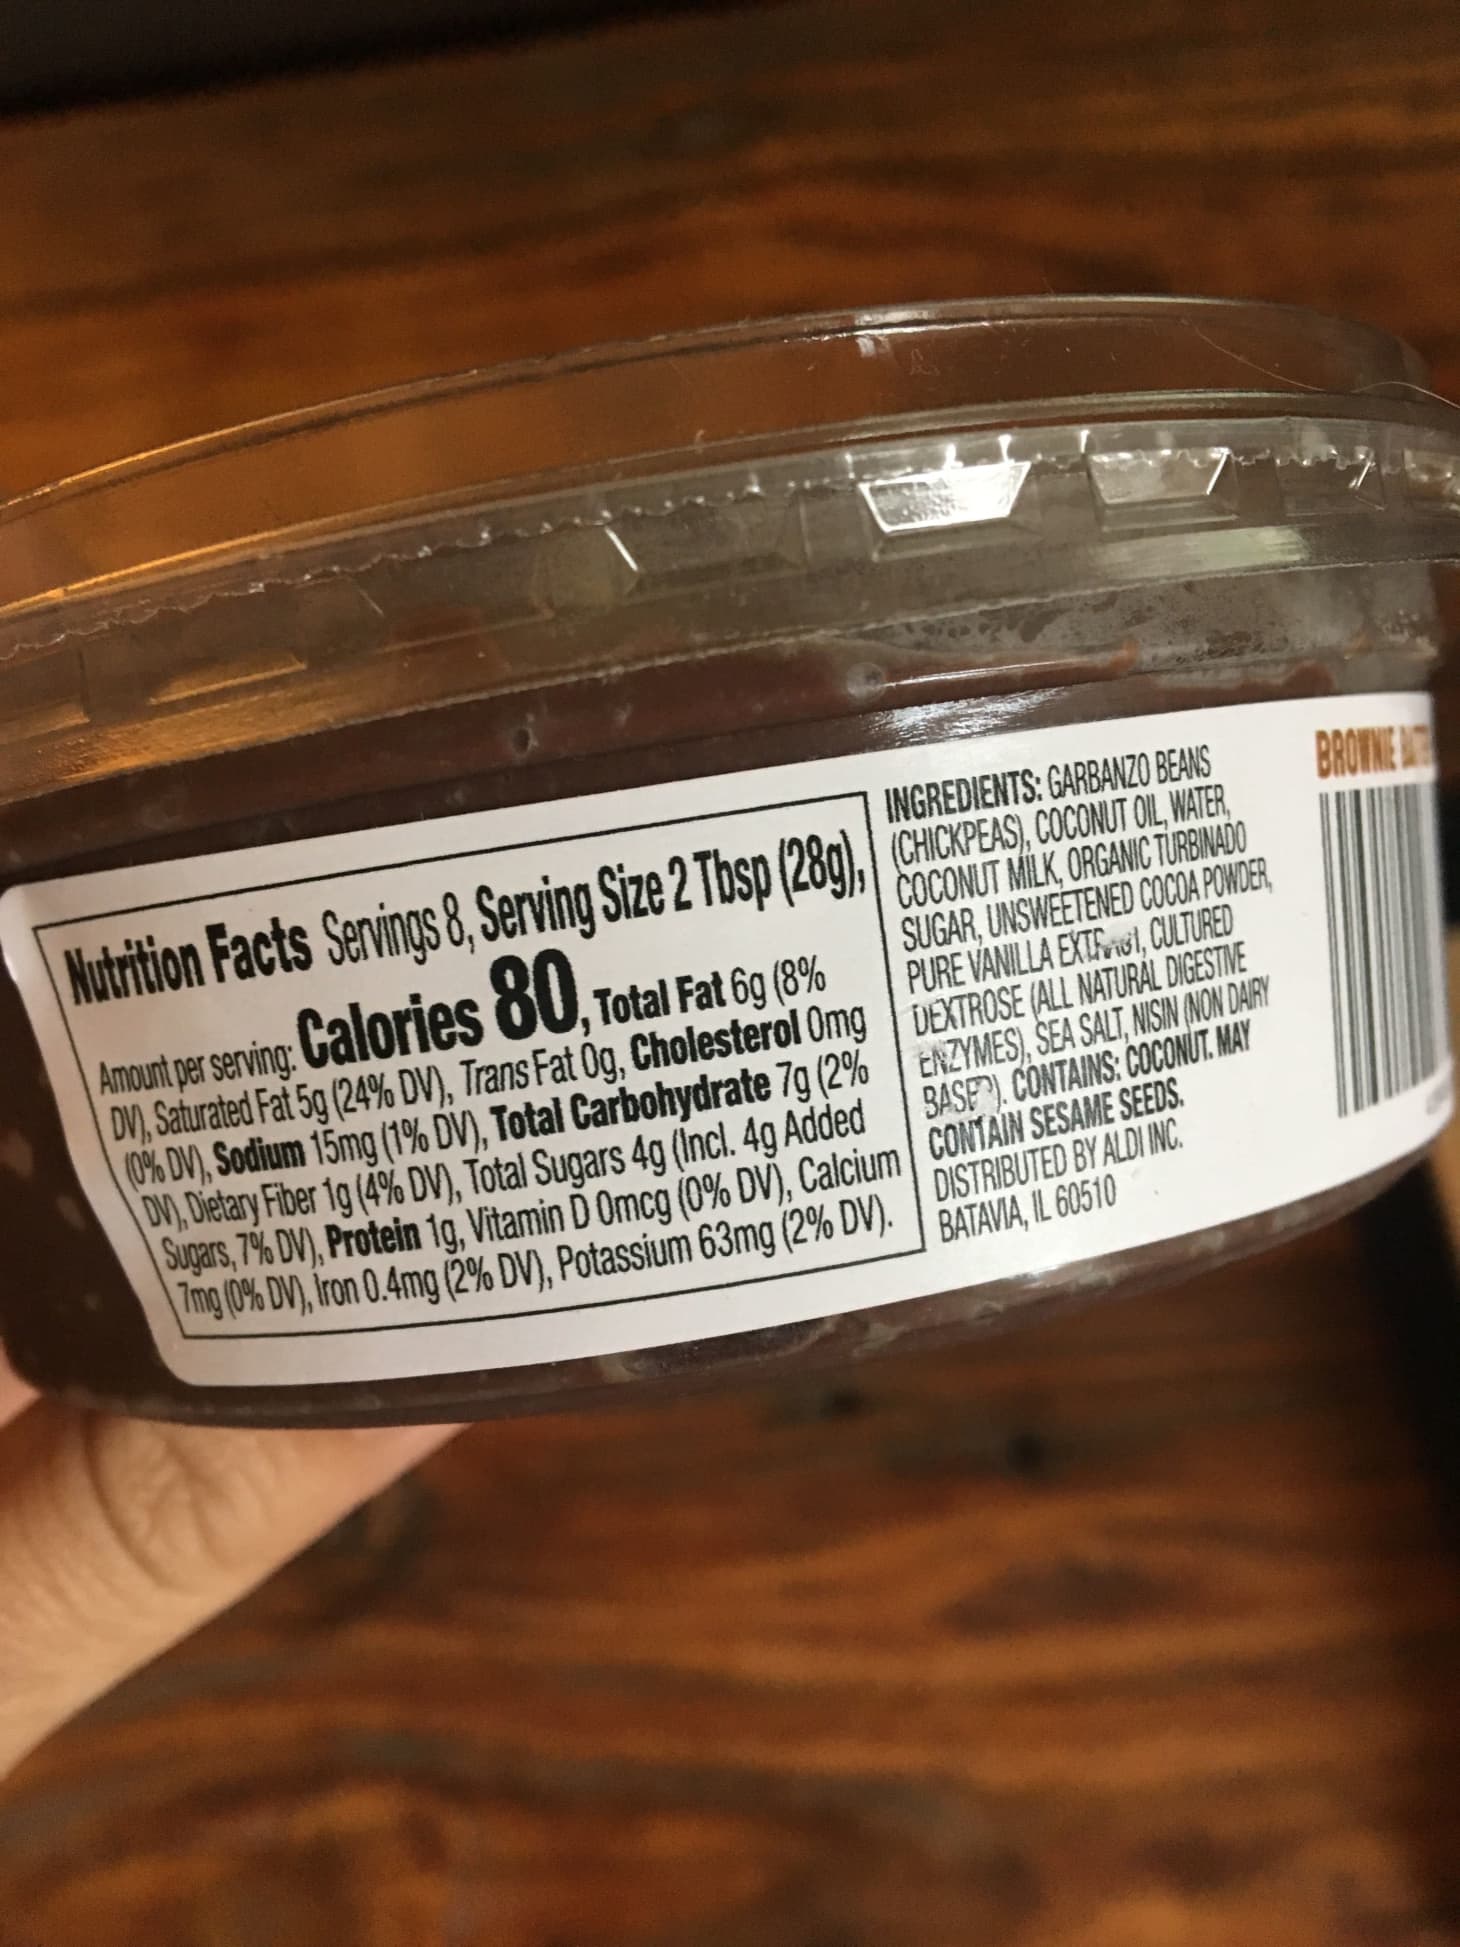 Nutrition Facts Servings 8, Serving Size 2 Tbsp (28g),
Amount per serving: Calories 80, Total Fat 6g (8%
DV), Saturated Fat 5g (24% DV), Trans Fat 0g, Cholesterol 0mg
(0% DV), Sodium 15mg (1% DV), Total Carbohydrate 7g (2%
DV), Dietary Fiber 1g (4% DV), Total Sugars 4g (Incl. 4g Added
Sugars, 7% DV), Protein 1g, Vitamin D 0mcg (0% DV), Calcium
7mg (0% DV), Iron 0.4mg (2% DV), Potassium 63mg (2% DV).
INGREDIENTS: GARBANZO BEANS
(CHICKPEAS), COCONUT OIL, WATER,
COCONUT MILK, ORGANIC TURBINADO
SUGAR, UNSWEETENED COCOA POWDER,
PURE VANILLA EXTRACT, CULTURED
DEXTROSE (ALL NATURAL DIGESTIVE
ENZYMES), SEA SALT, NISIN (NON DAIRY
BASED). CONTAINS: COCONUT. MAY
CONTAIN SESAME SEEDS.
DISTRIBUTED BY ALDI INC.
BATAVIA, IL 60510
BROWNIE